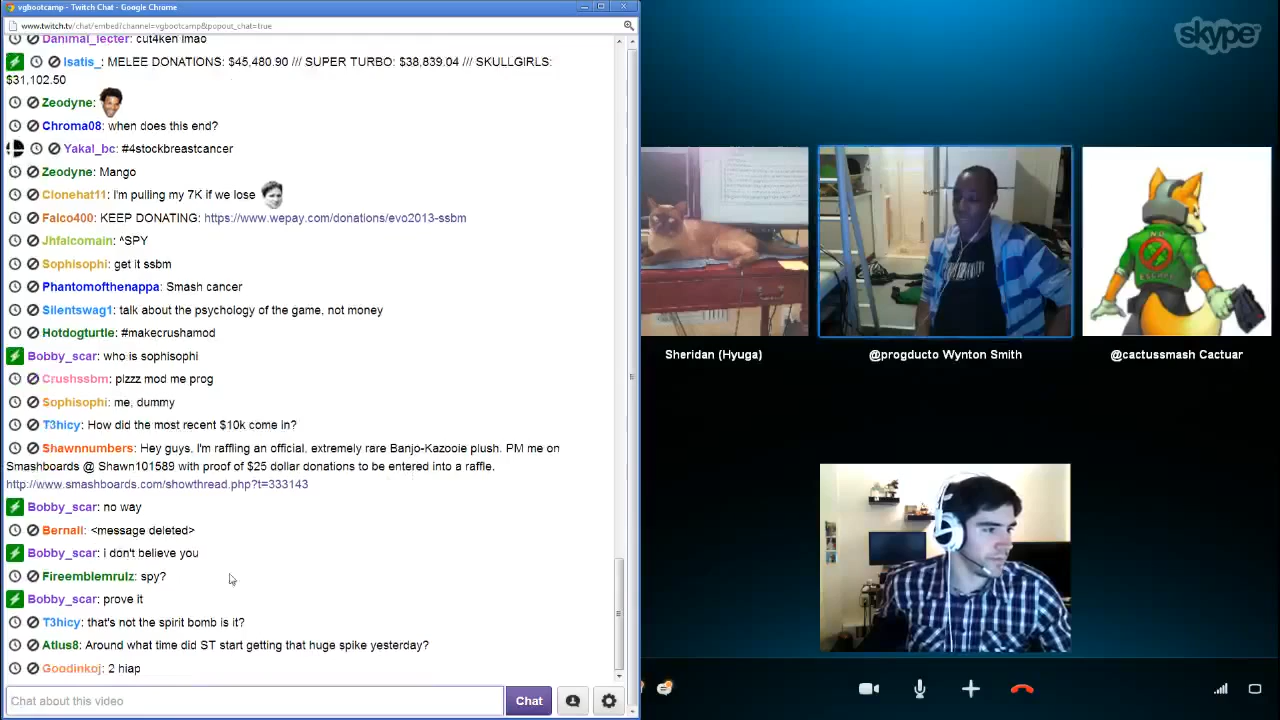 vgbootcamp - Twitch Chat - Google Chrome
www.twitch.tv/chat/embed?channel=vgbootcamp&popout_chat=true
Danimal_lecter: cut4ken lmao
Isatis_: MELEE DONATIONS: $45,480.90 /// SUPER TURBO: $38,839.04 /// SKULLGIRLS:
$31,102.50
Zeodyne:
Chroma08: when does this end?
Yakal_bc: #4stockbreastcancer
Zeodyne: Mango
Clonehat11: I'm pulling my 7K if we lose
Falco400: KEEP DONATING: https://www.wepay.com/donations/evo2013-ssbm
Jhfalcomain: ^SPY
Sophisophi: get it ssbm
Phantomofthenappa: Smash cancer
Silentswag1: talk about the psychology of the game, not money
Hotdogturtle: #makecrushamod
Bobby_scar: who is sophisophi
Crushssbm: plzzz mod me prog
Sophisophi: me, dummy
T3hicy: How did the most recent $10k come in?
Shawnnumbers: Hey guys, I'm raffling an official, extremely rare Banjo-Kazooie plush. PM me on
Smashboards @ Shawn101589 with proof of $25 dollar donations to be entered into a raffle.
http://www.smashboards.com/showthread.php?t=333143
Bobby_scar: no way
Bernall: <message deleted>
Bobby_scar: i don't believe you
Fireemblemrulz: spy?
Bobby_scar: prove it
T3hicy: that's not the spirit bomb is it?
Atlus8: Around what time did ST start getting that huge spike yesterday?
Goodinkoj: 2 hiap
Chat about this video
Chat
skype
NO
ESCAPE
Sheridan (Hyuga)
@progducto Wynton Smith
@cactussmash Cactuar